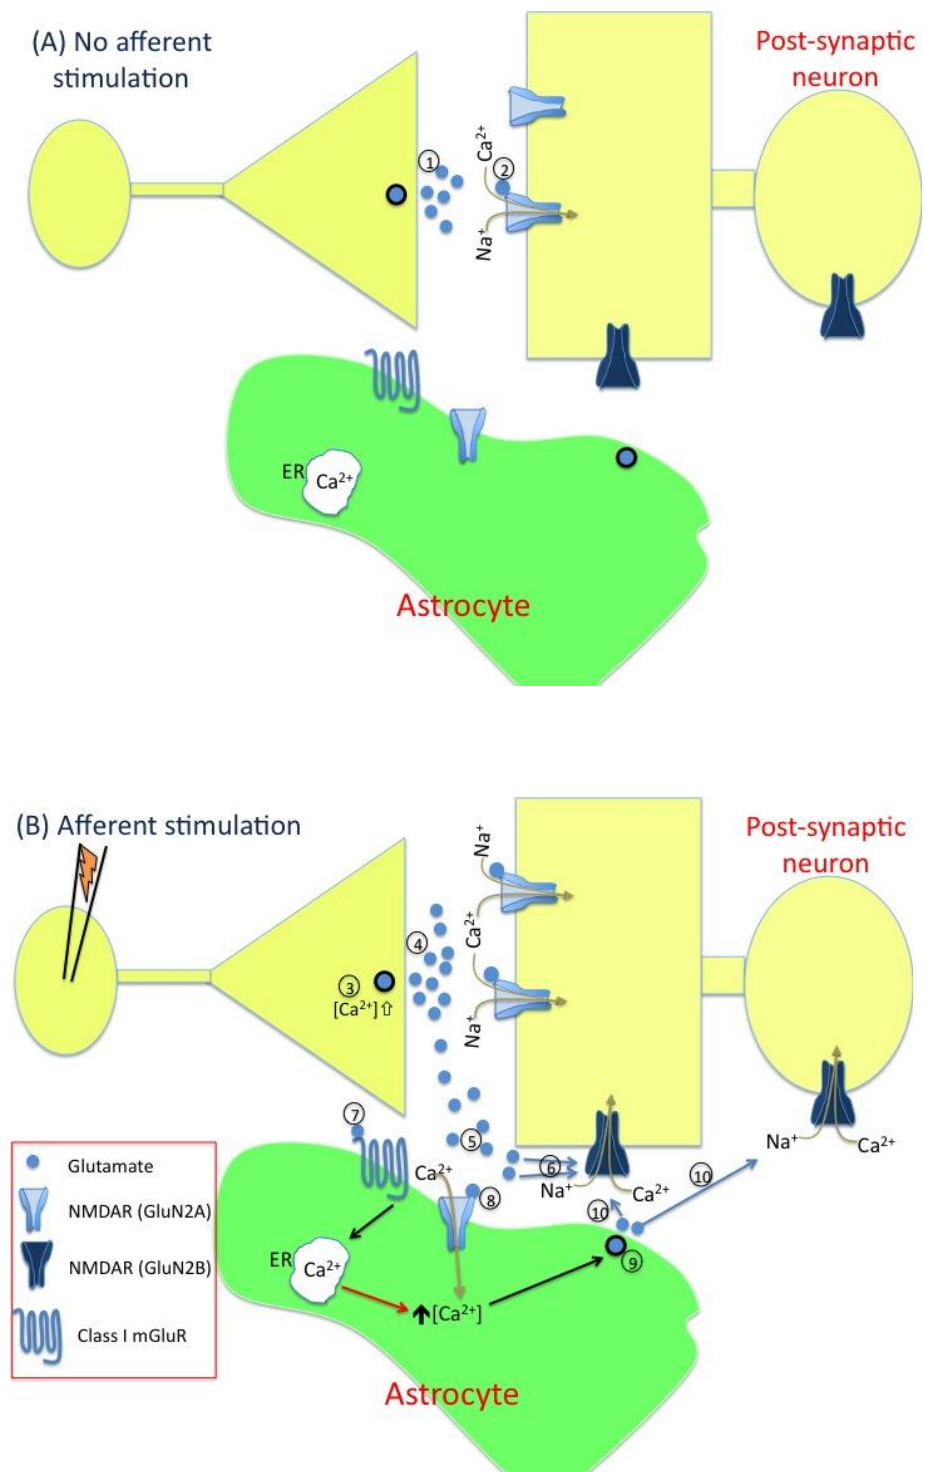 (A) No afferent
stimulation
Post-synaptic
neuron
1
Ca²⁺
2
Na⁺
ER
Ca²⁺
Astrocyte
(B) Afferent stimulation
Post-synaptic
neuron
Na⁺
4
Ca²⁺
3
[Ca²⁺]⇧
Na⁺
7
5
6
Na⁺
Ca²⁺
Na⁺
Ca²⁺
10
10
Ca²⁺
8
ER
Ca²⁺
9
⬆[Ca²⁺]
Astrocyte
Glutamate
NMDAR (GluN2A)
NMDAR (GluN2B)
Class I mGluR